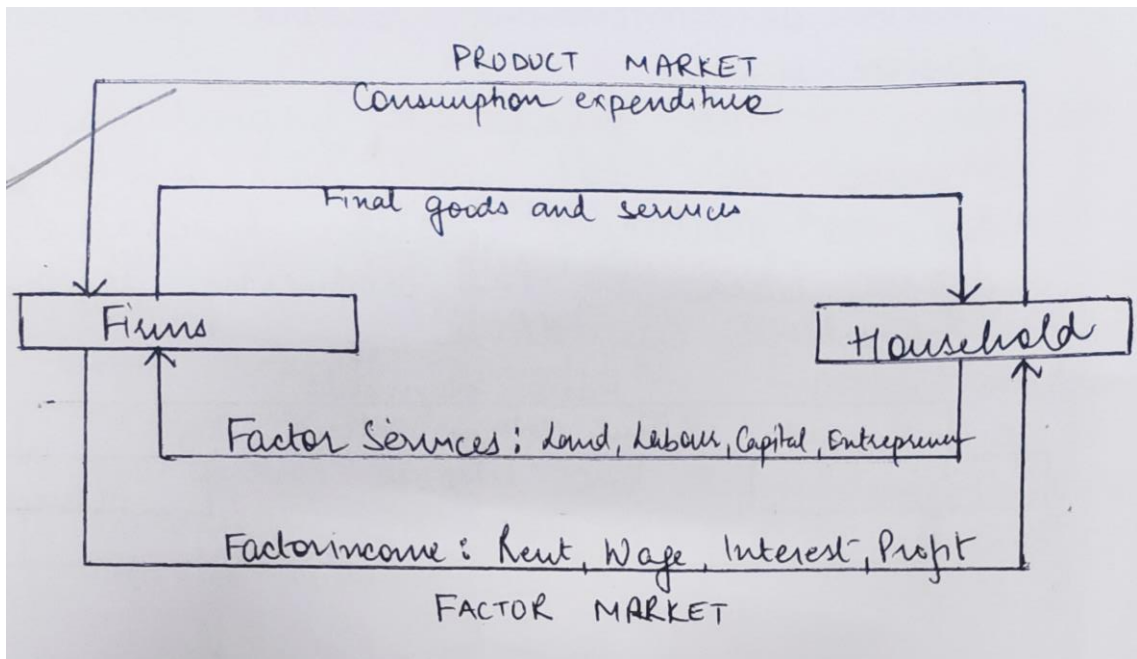 PRODUCT MARKET
Consumption expenditure
Final goods and services
Firms
Household
Factor Services : Land, Labour, Capital, Entrepreneur
Factor income : Rent, Wage, Interest, Profit
FACTOR MARKET